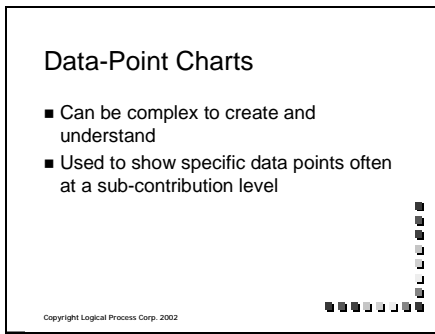 Data-Point Charts
■ Can be complex to create and
understand
■ Used to show specific data points often
at a sub-contribution level
Copyright Logical Process Corp. 2002